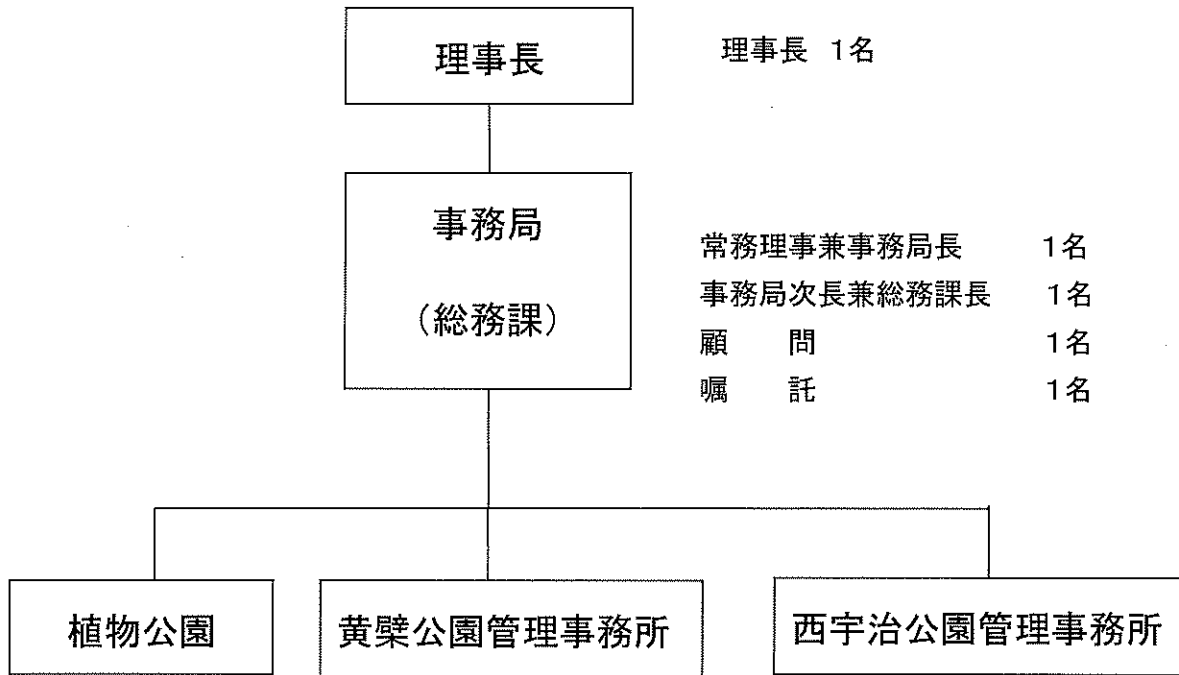 理事長
理事長 1名
事務局
(総務課)
常務理事兼事務局長 1名
事務局次長兼総務課長 1名
顧 問 1名
嘱 託 1名
植物公園
黄檗公園管理事務所
西宇治公園管理事務所